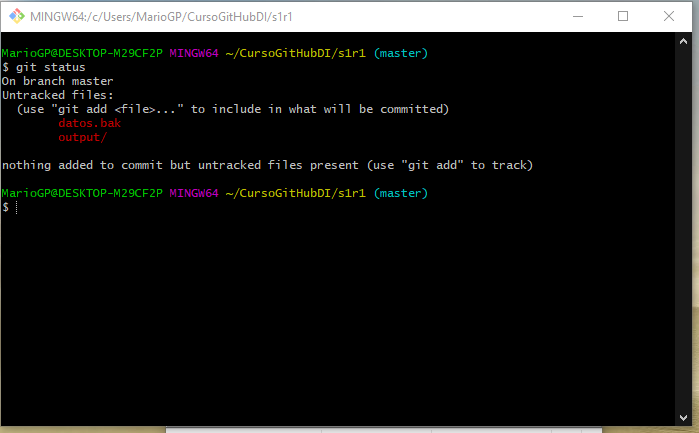 MINGW64:/c/Users/MarioGP/CursoGitHubDI/s1r1
MarioGP@DESKTOP-M29CF2P MINGW64 ~/CursoGitHubDI/s1r1 (master)
$ git status
On branch master
Untracked files:
  (use "git add <file>..." to include in what will be committed)
        datos.bak
        output/
nothing added to commit but untracked files present (use "git add" to track)
MarioGP@DESKTOP-M29CF2P MINGW64 ~/CursoGitHubDI/s1r1 (master)
$